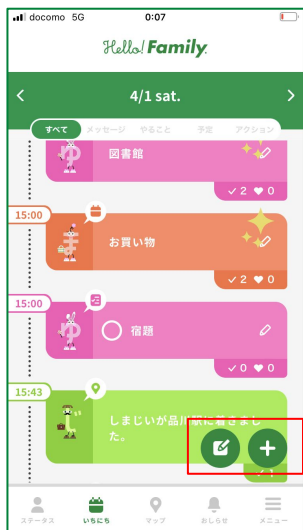 docomo 5G 0:07
Hello! Family.
4/1 sat.
すべて メッセージ やること 予定 アクション
ゆ 図書館
✓ 2 ♥ 0
15:00
ま お買い物
✓ 2 ♥ 0
15:00
ゆ 宿題
✓ 0 ♥ 0
15:43
し しまじいが品川駅に着きまし
た。
ステータス いちにち マップ おしらせ メニュー